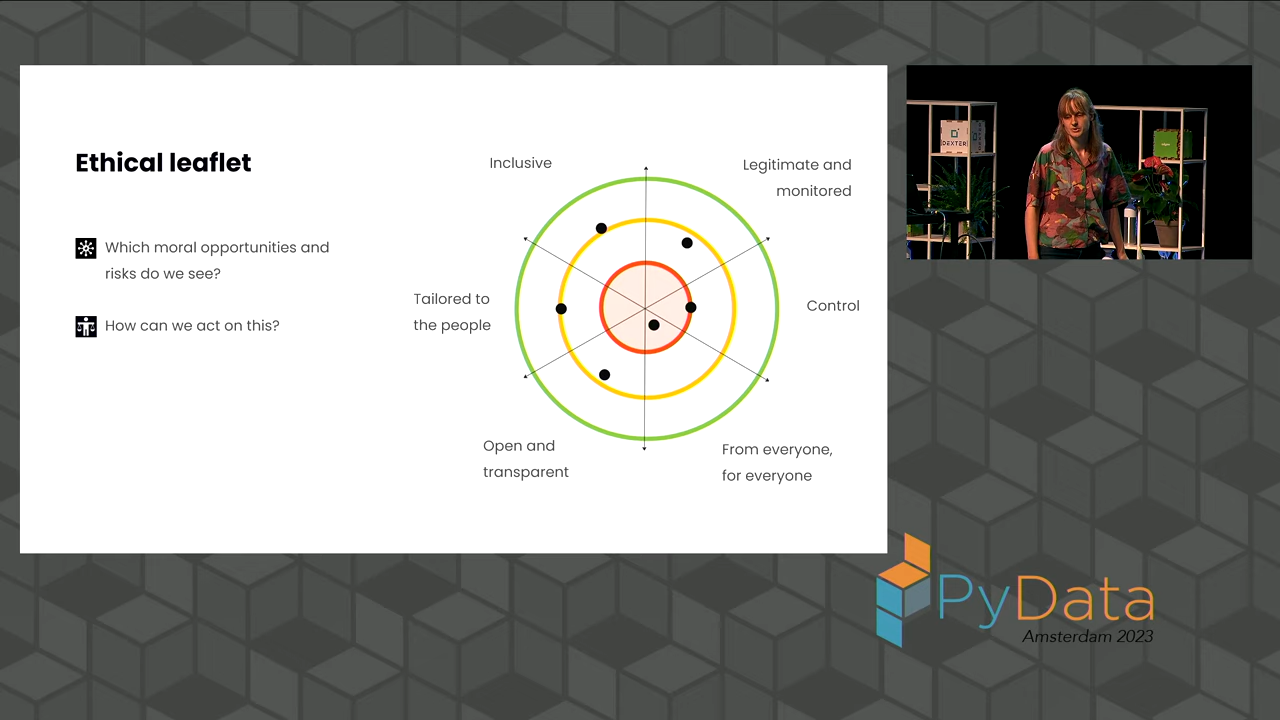 Ethical leaflet
Which moral opportunities and
risks do we see?
How can we act on this?
Inclusive
Legitimate and
monitored
Tailored to
the people
Control
Open and
transparent
From everyone,
for everyone
DEXTER
PyData
Amsterdam 2023